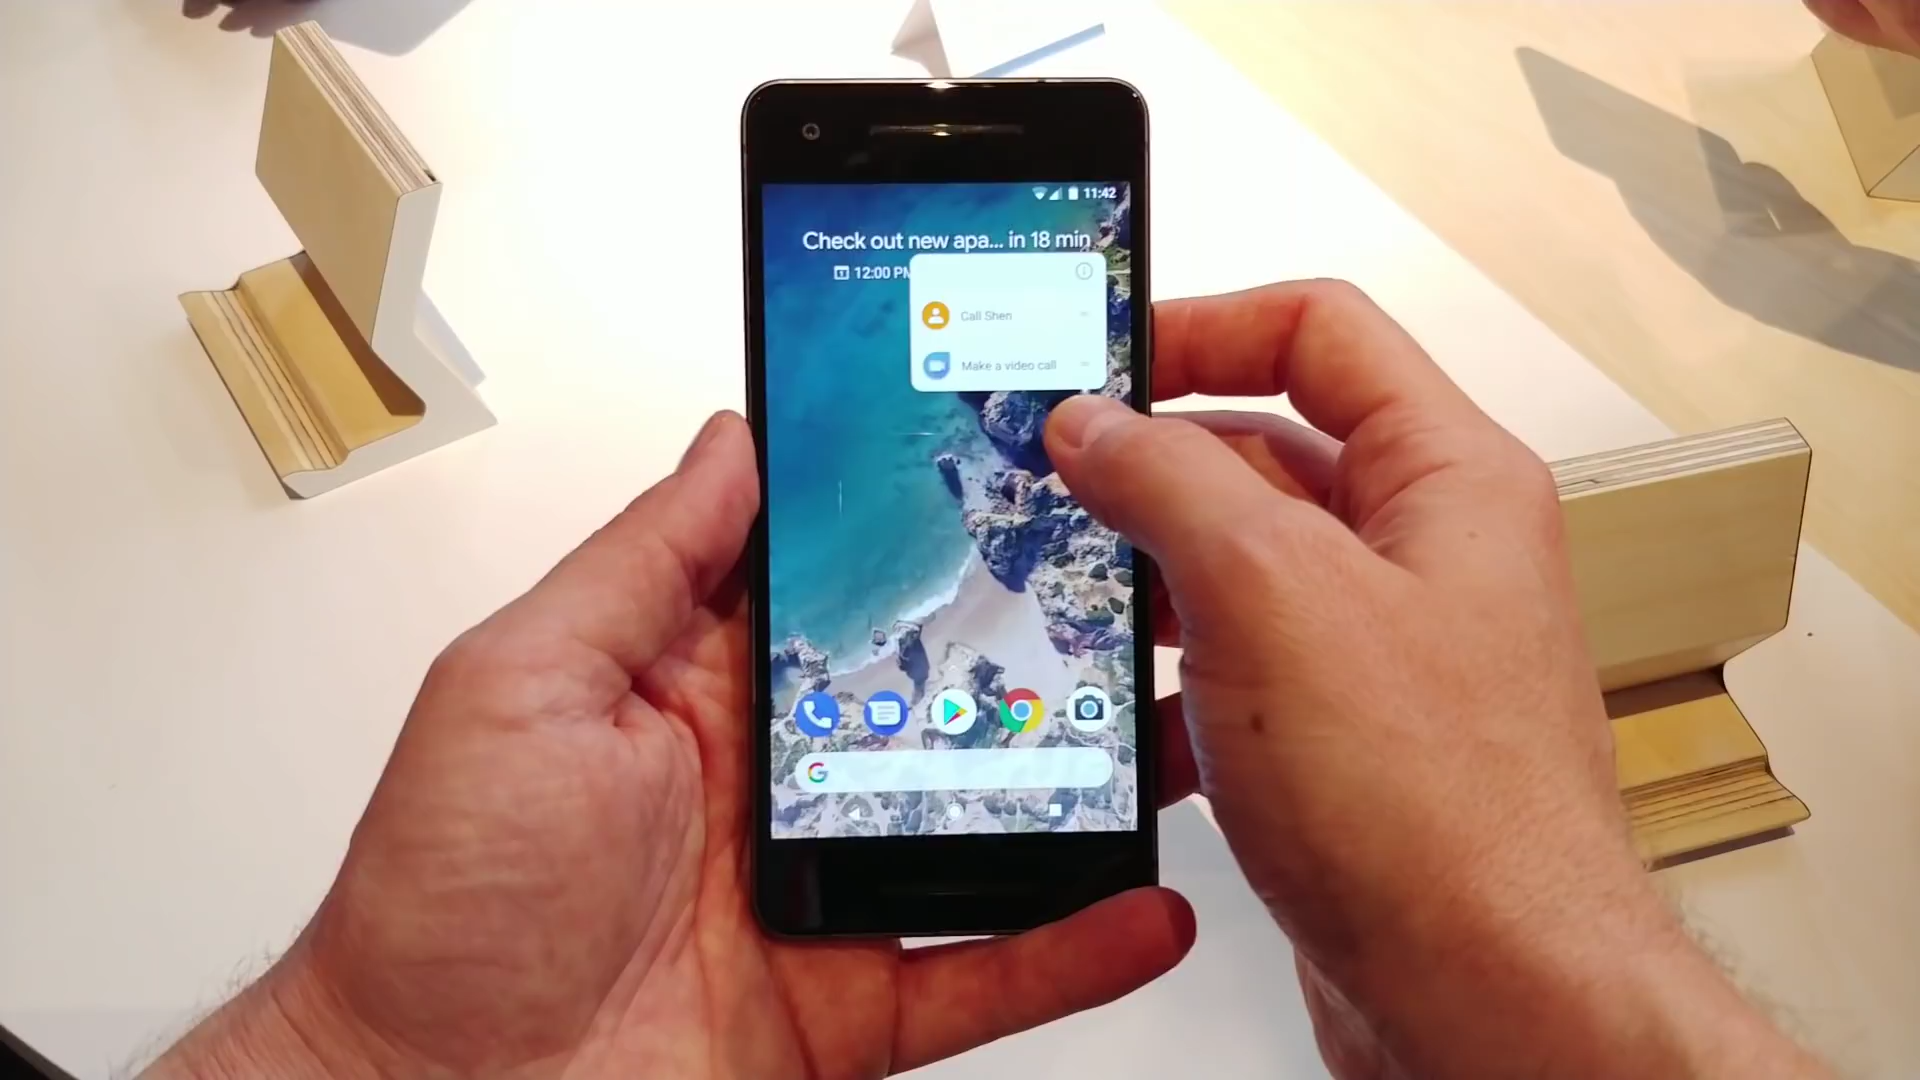 11:42
Check out new apa... in 18 min
12:00 PM
Call Shen
Make a video call
G